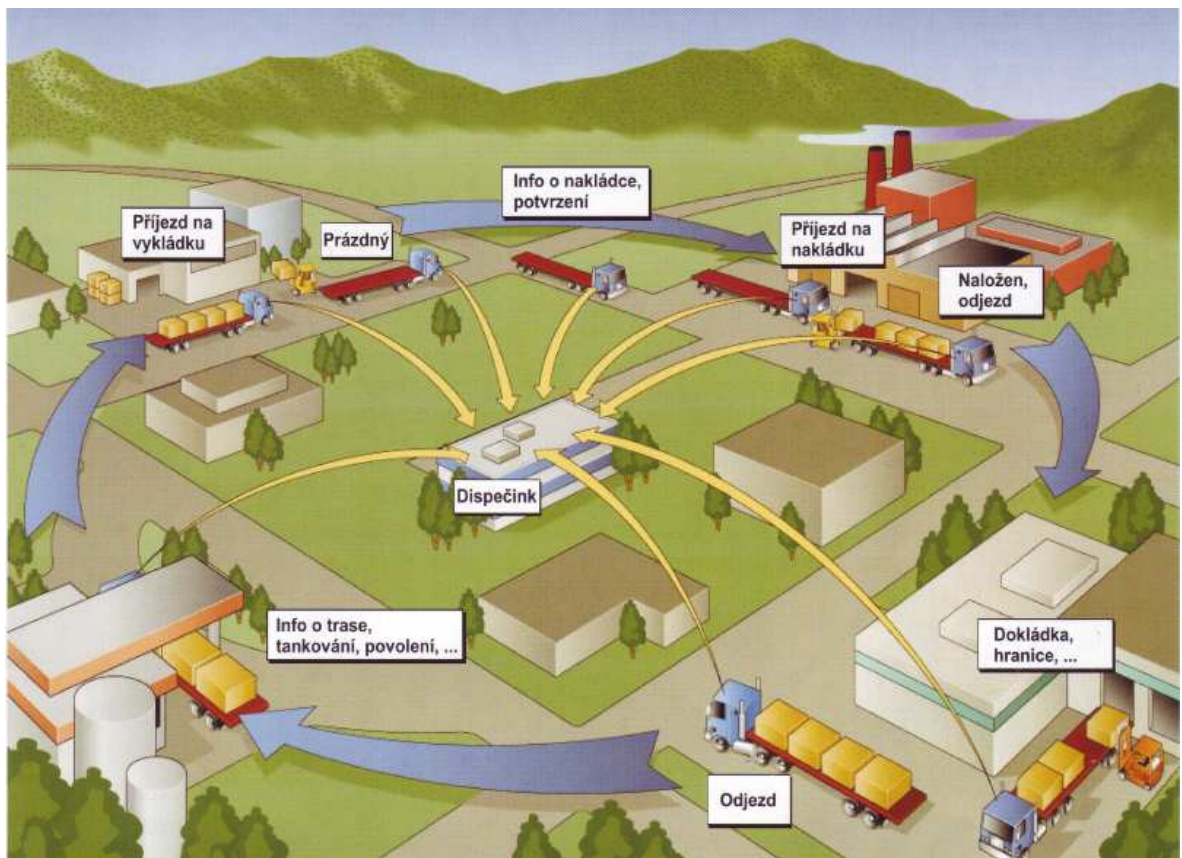 Info o nakládce,
potvrzení
Příjezd na
vykládku
Prázdný
Příjezd na
nakládku
Naložen,
odjezd
Dispečink
Info o trase,
tankování, povolení, ...
Dokládka,
hranice, ...
Odjezd